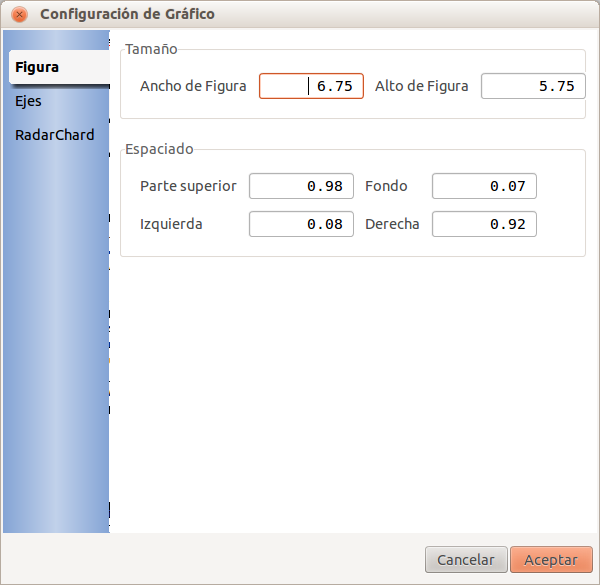 Configuración de Gráfico
Figura
Ejes
RadarChard
Tamaño
Ancho de Figura 6.75 Alto de Figura 5.75
Espaciado
Parte superior 0.98 Fondo 0.07
Izquierda 0.08 Derecha 0.92
Cancelar Aceptar